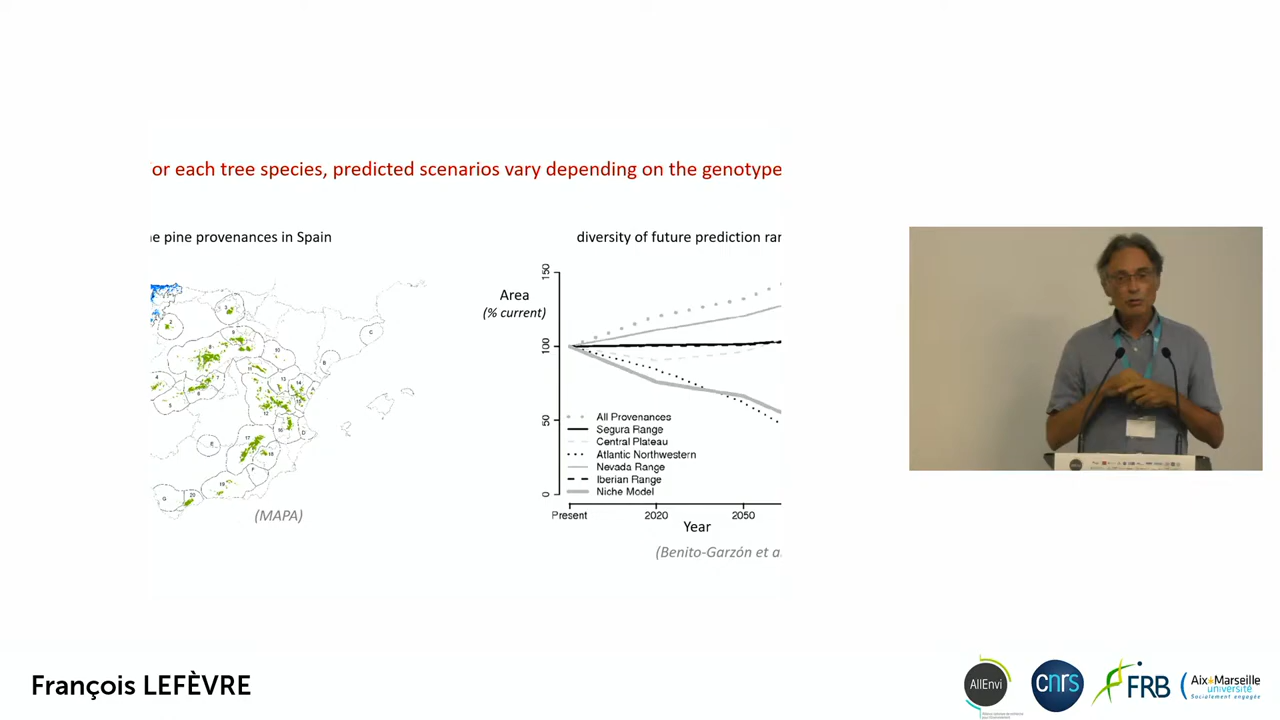 or each tree species, predicted scenarios vary depending on the genotype
e pine provenances in Spain
diversity of future prediction ran
Area
(% current)
150
100
50
0
All Provenances
Segura Range
Central Plateau
Atlantic Northwestern
Nevada Range
Iberian Range
Niche Model
Present 2020 2050
Year
(MAPA)
(Benito-Garzón et a
François LEFÈVRE
AllEnvi
cnrs
FRB
Aix Marseille
université
Socialement engagée